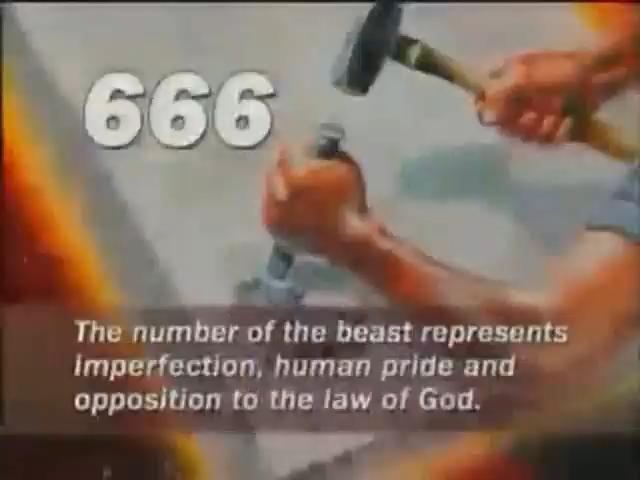 666
The number of the beast represents
imperfection, human pride and
opposition to the law of God.